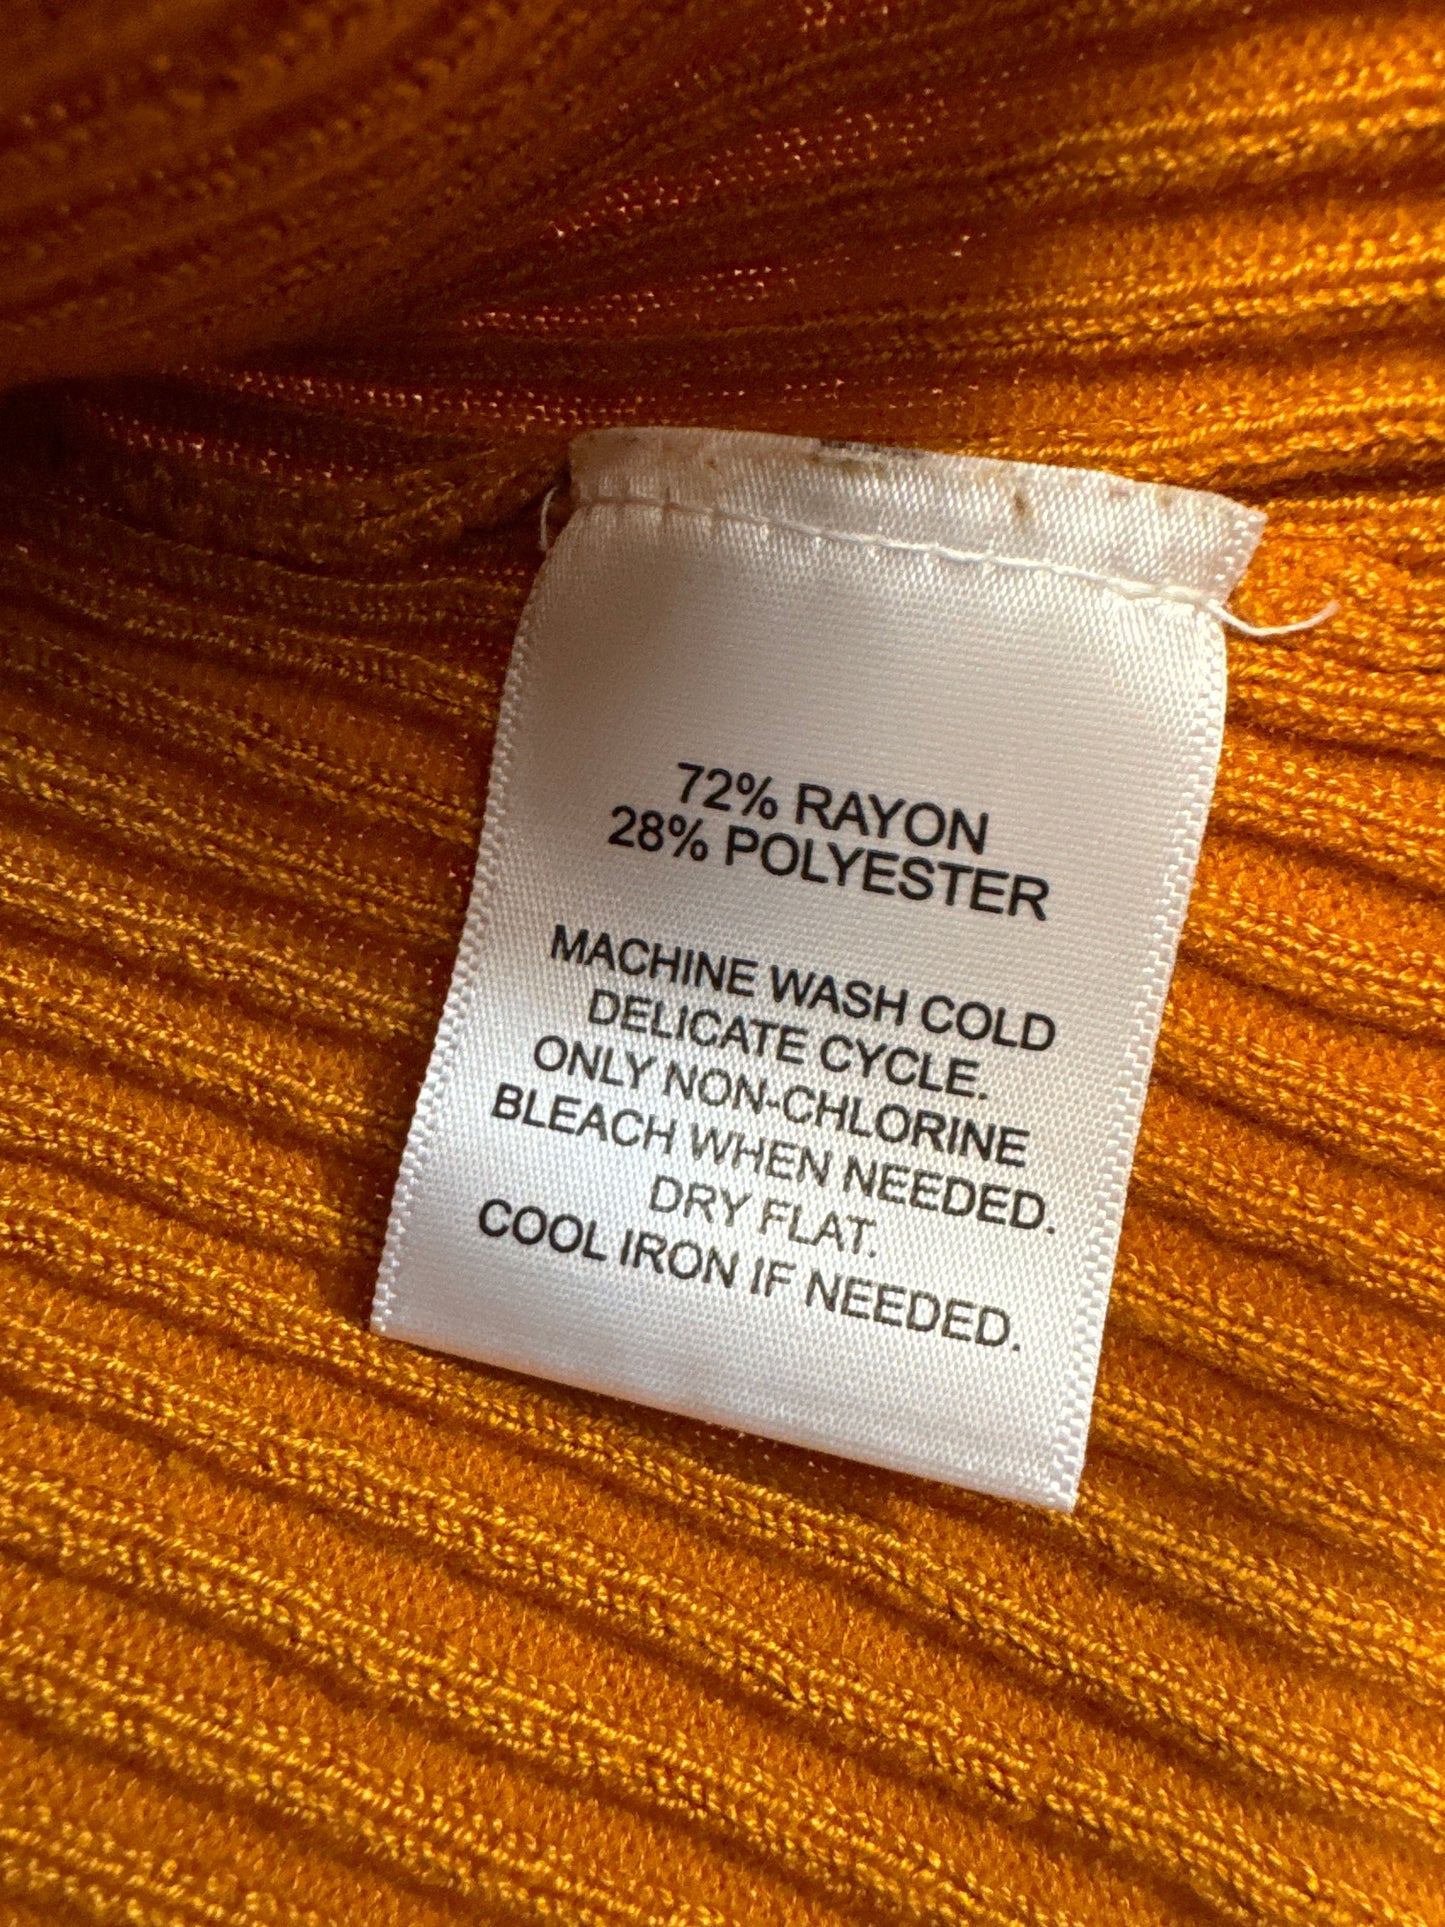 72% RAYON
28% POLYESTER
MACHINE WASH COLD
DELICATE CYCLE.
ONLY NON-CHLORINE
BLEACH WHEN NEEDED.
DRY FLAT.
COOL IRON IF NEEDED.